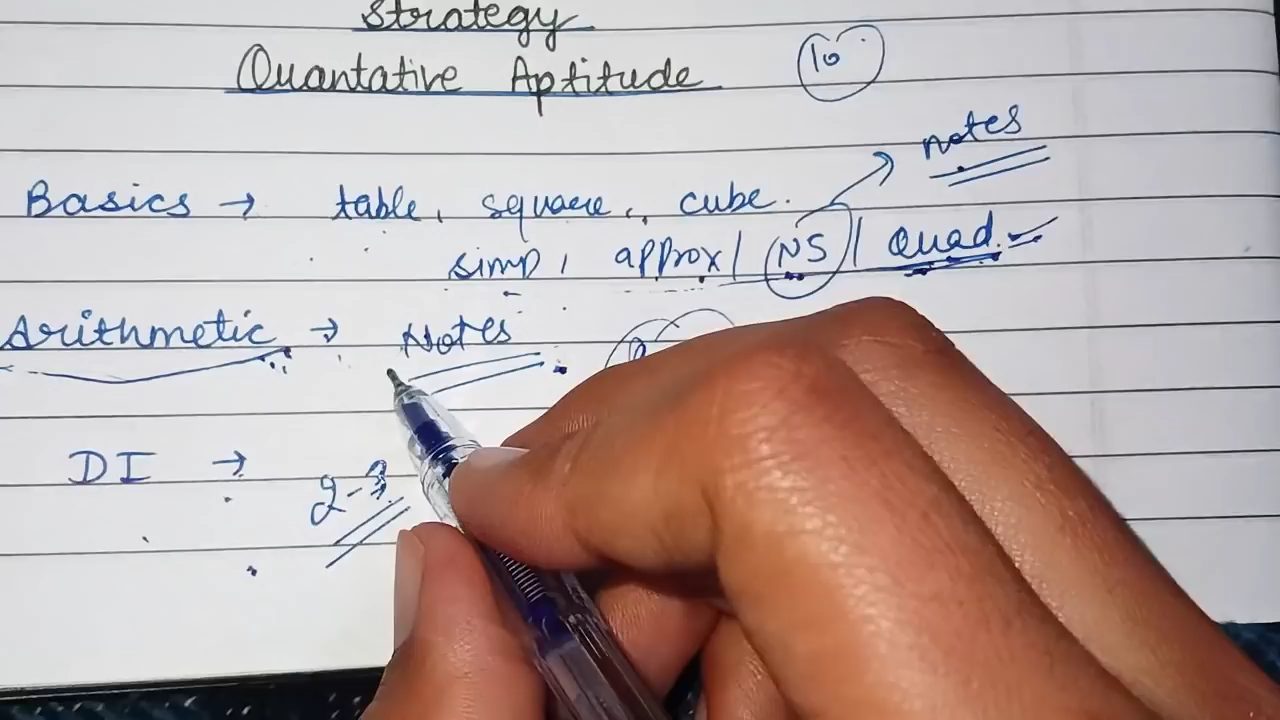 Strategy
Quantative Aptitude 10
notes
Basics → table, square, cube.
simp, approx / NS / Quad.
Arithmetic → Notes
DI → 2-3